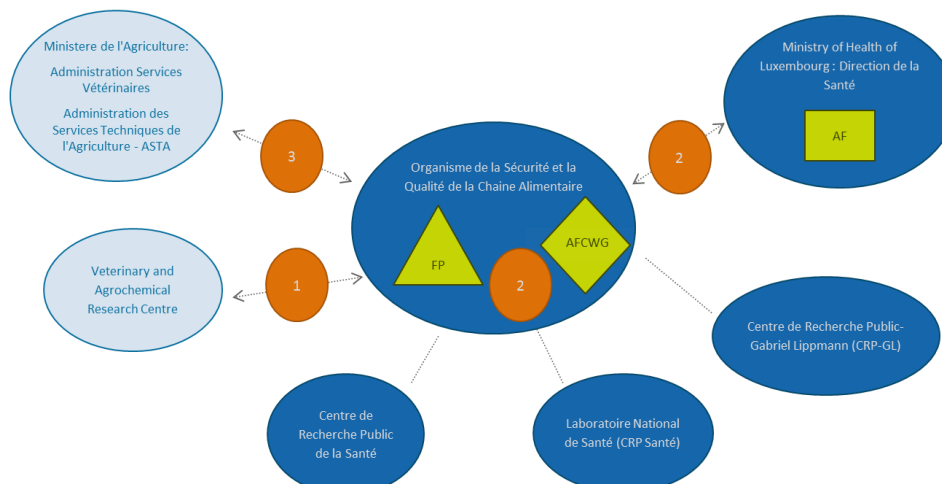 Ministere de l'Agriculture:
Administration Services
Vétérinaires
Administration des
Services Techniques de
l'Agriculture - ASTA
Ministry of Health of
Luxembourg : Direction de la
Santé
AF
3
2
Organisme de la Sécurité et la
Qualité de la Chaine Alimentaire
FP
AFCWG
2
Veterinary and
Agrochemical
Research Centre
1
Centre de Recherche Public-
Gabriel Lippmann (CRP-GL)
Centre de
Recherche Public
de la Santé
Laboratoire National
de Santé (CRP Santé)